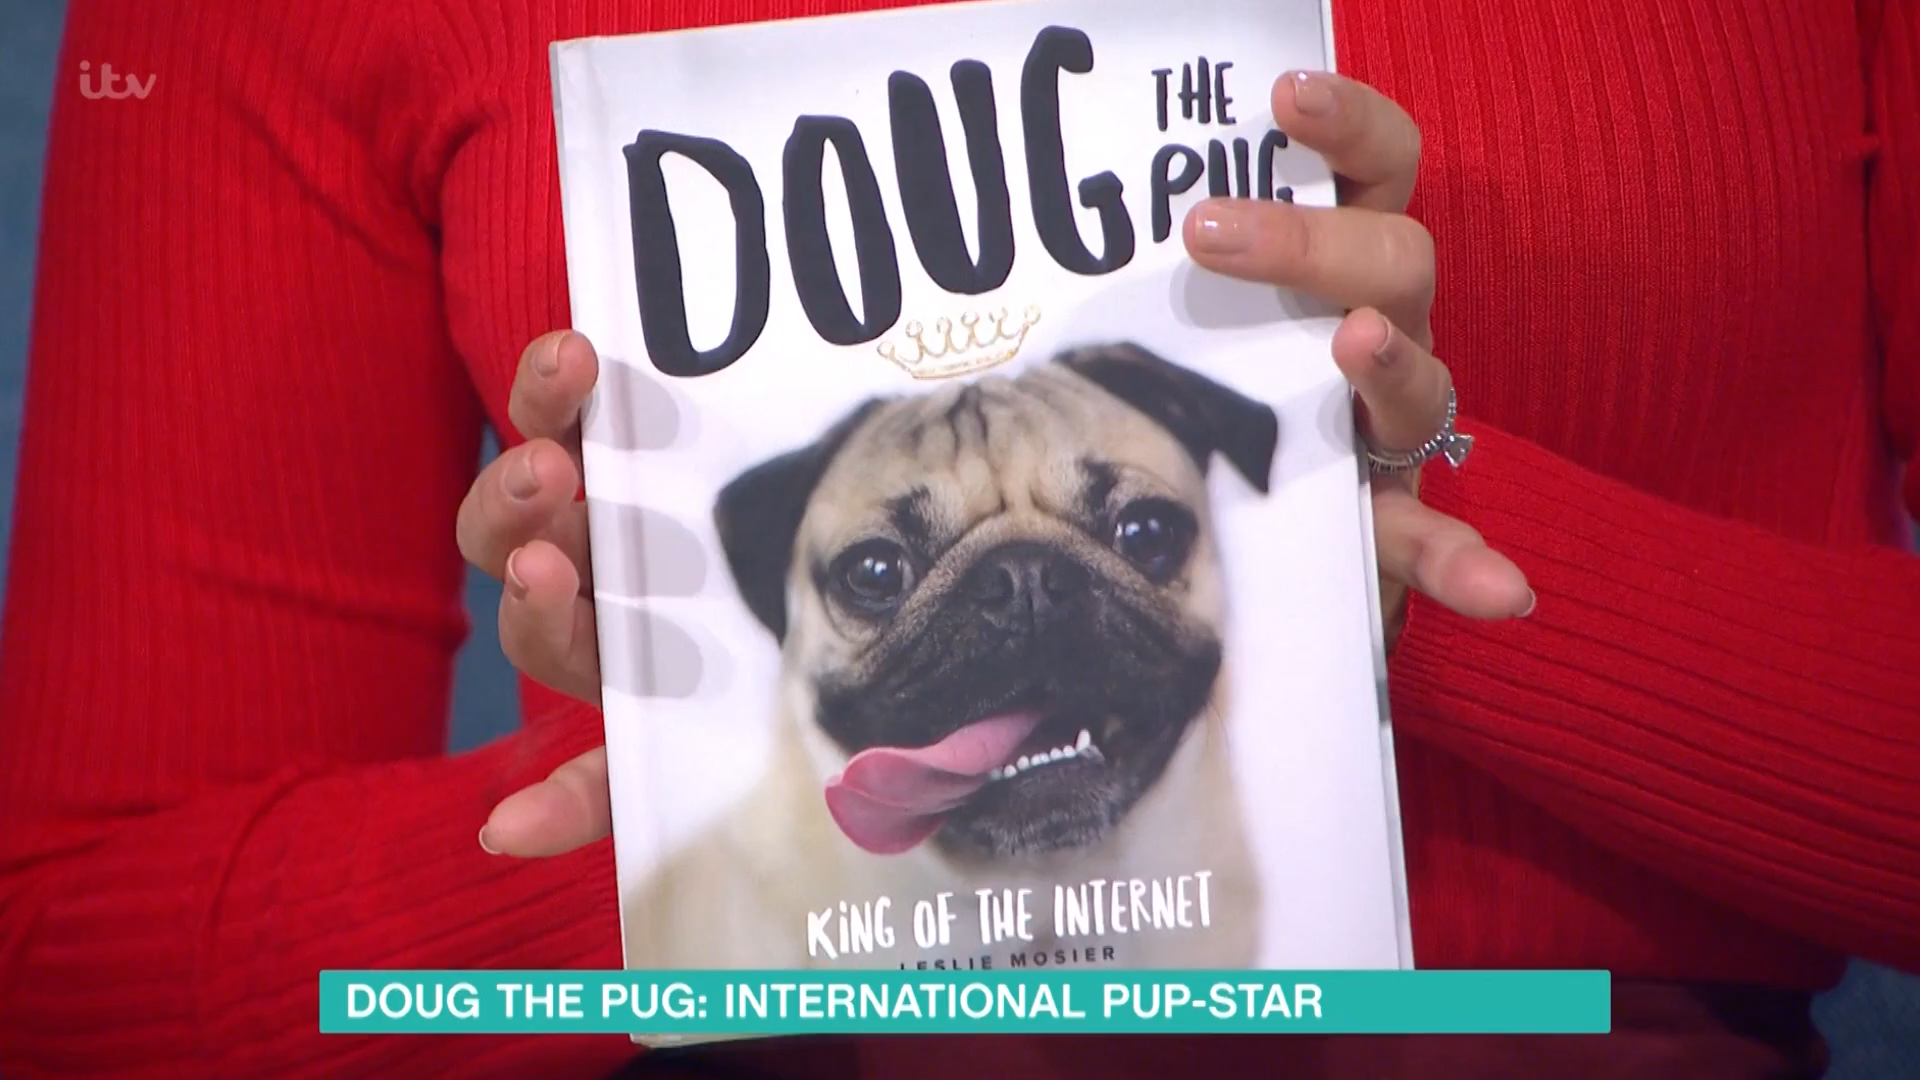 itv
DOUG
THE
PUG
KiNG OF THE INTERNET
LESLIE MOSIER
DOUG THE PUG: INTERNATIONAL PUP-STAR